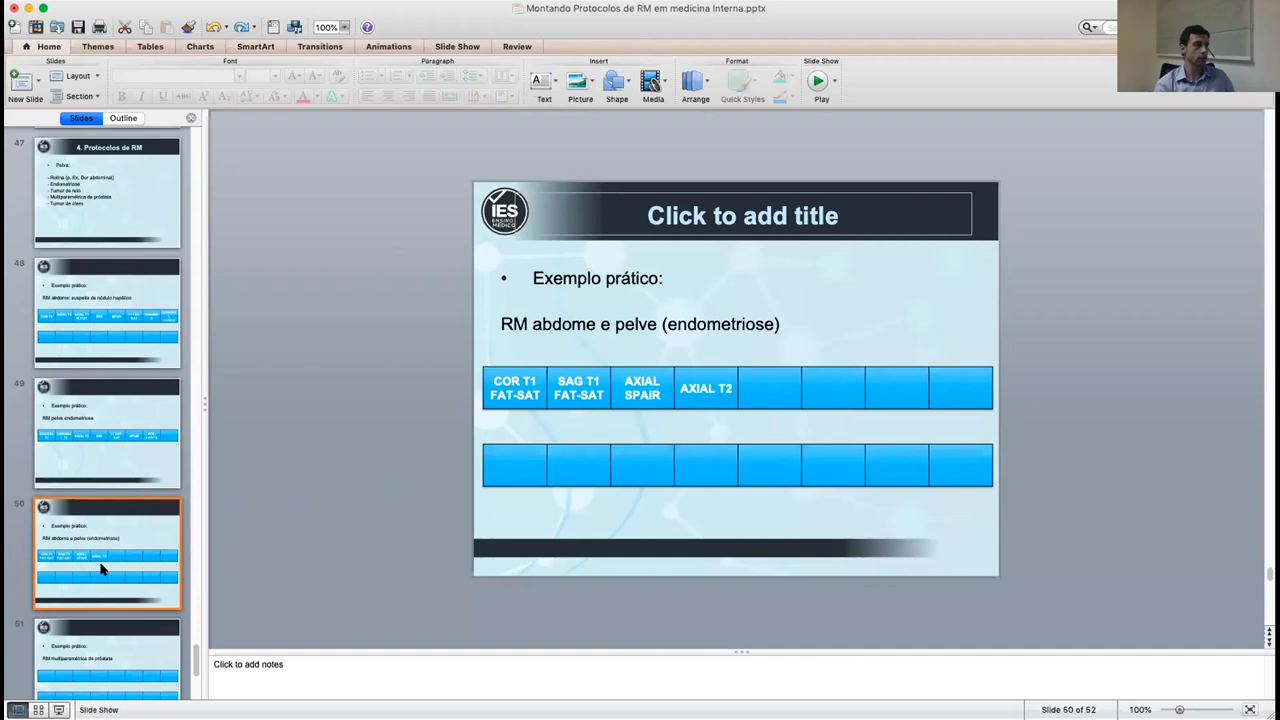 Montando Protocolos de RM em medicina Interna.pptx
100%
Home
Themes
Tables
Charts
SmartArt
Transitions
Animations
Slide Show
Review
Slides
Font
Paragraph
Insert
Format
Slide Show
New Slide
Layout
Section
Text
Picture
Shape
Media
Arrange
Quick Styles
Play
Slides
Outline
47
4. Protocolos de RM
• Pelve:
- Rotina (p. Ex. Dor abdominal)
- Endometriose
- Tumor de reto
- Multiparamétrica de próstata
- Tumor de útero
48
• Exemplo prático:
RM abdome: suspeita de nódulo hepático
49
• Exemplo prático:
RM pelve endometriose
50
• Exemplo prático:
RM abdome e pelve (endometriose)
51
• Exemplo prático:
RM multiparamétrica de próstata
IES
ENSINO
MÉDICO
Click to add title
• Exemplo prático:
RM abdome e pelve (endometriose)
COR T1 FAT-SAT
SAG T1 FAT-SAT
AXIAL SPAIR
AXIAL T2
Click to add notes
Slide Show
Slide 50 of 52
100%